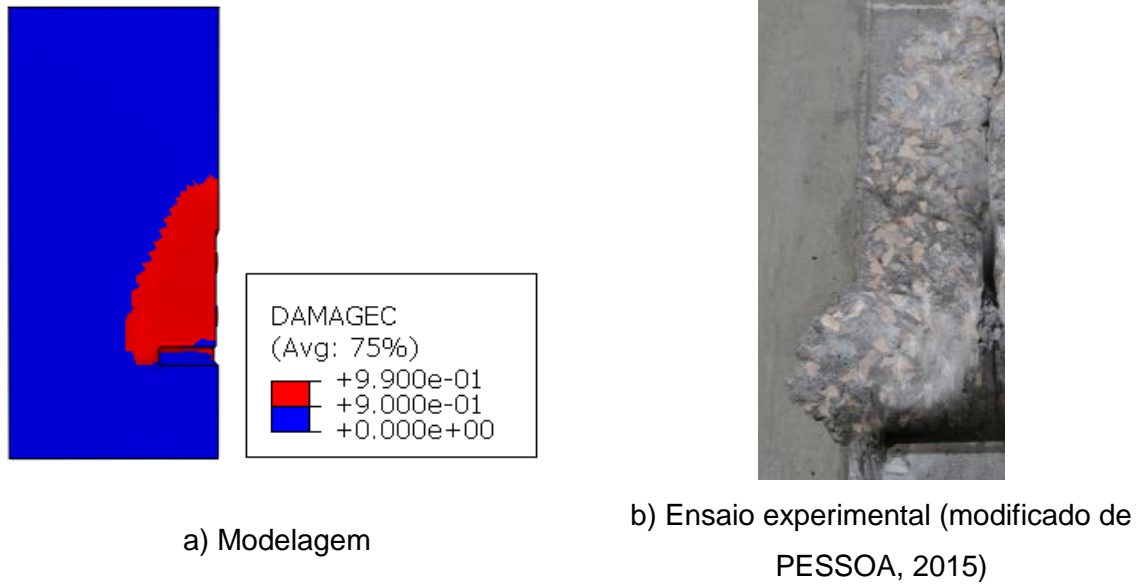 DAMAGEC
(Avg: 75%)
+9.900e-01
+9.000e-01
+0.000e+00
a) Modelagem
b) Ensaio experimental (modificado de
PESSOA, 2015)